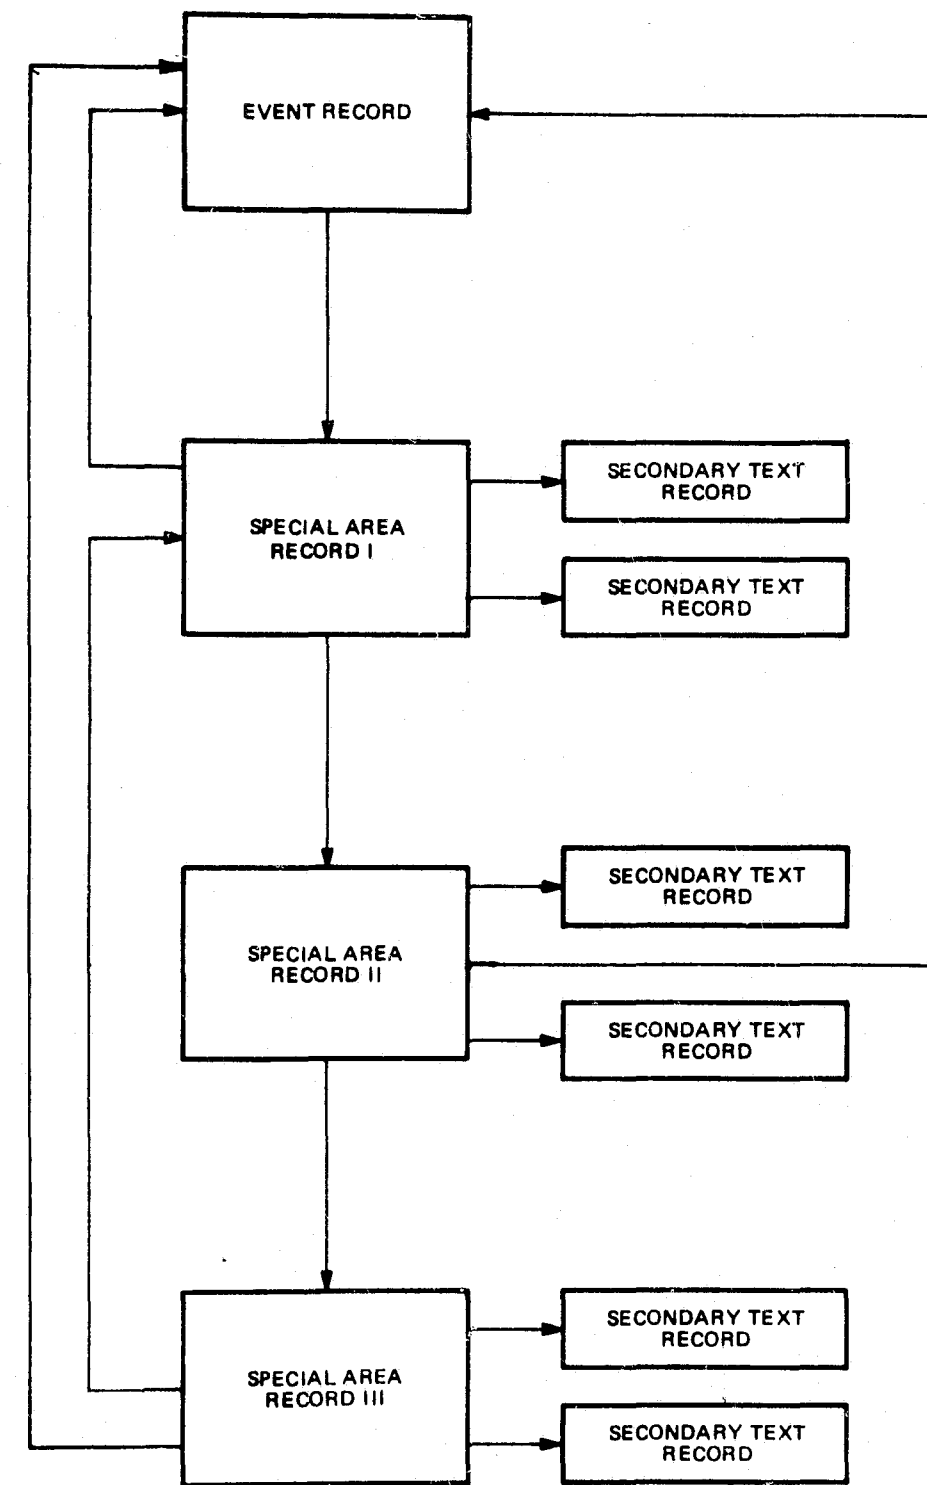 EVENT RECORD
SPECIAL AREA
RECORD I
SECONDARY TEXT
RECORD
SECONDARY TEXT
RECORD
SPECIAL AREA
RECORD II
SECONDARY TEXT
RECORD
SECONDARY TEXT
RECORD
SPECIAL AREA
RECORD III
SECONDARY TEXT
RECORD
SECONDARY TEXT
RECORD